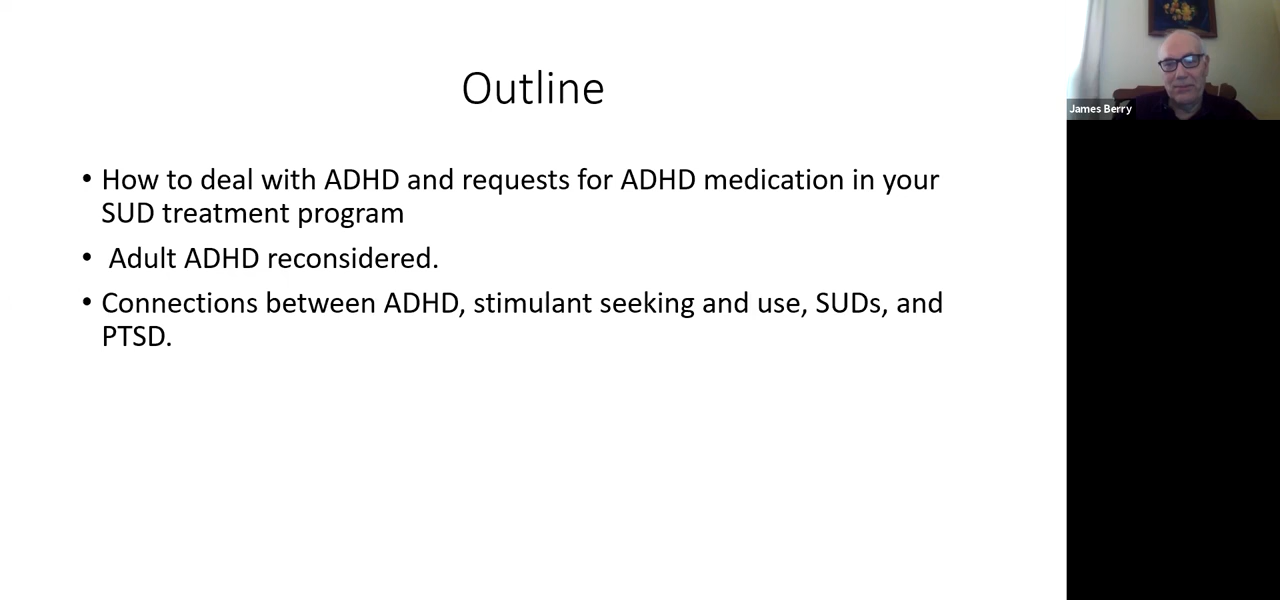 Outline
• How to deal with ADHD and requests for ADHD medication in your
SUD treatment program
• Adult ADHD reconsidered.
• Connections between ADHD, stimulant seeking and use, SUDs, and
PTSD.
James Berry